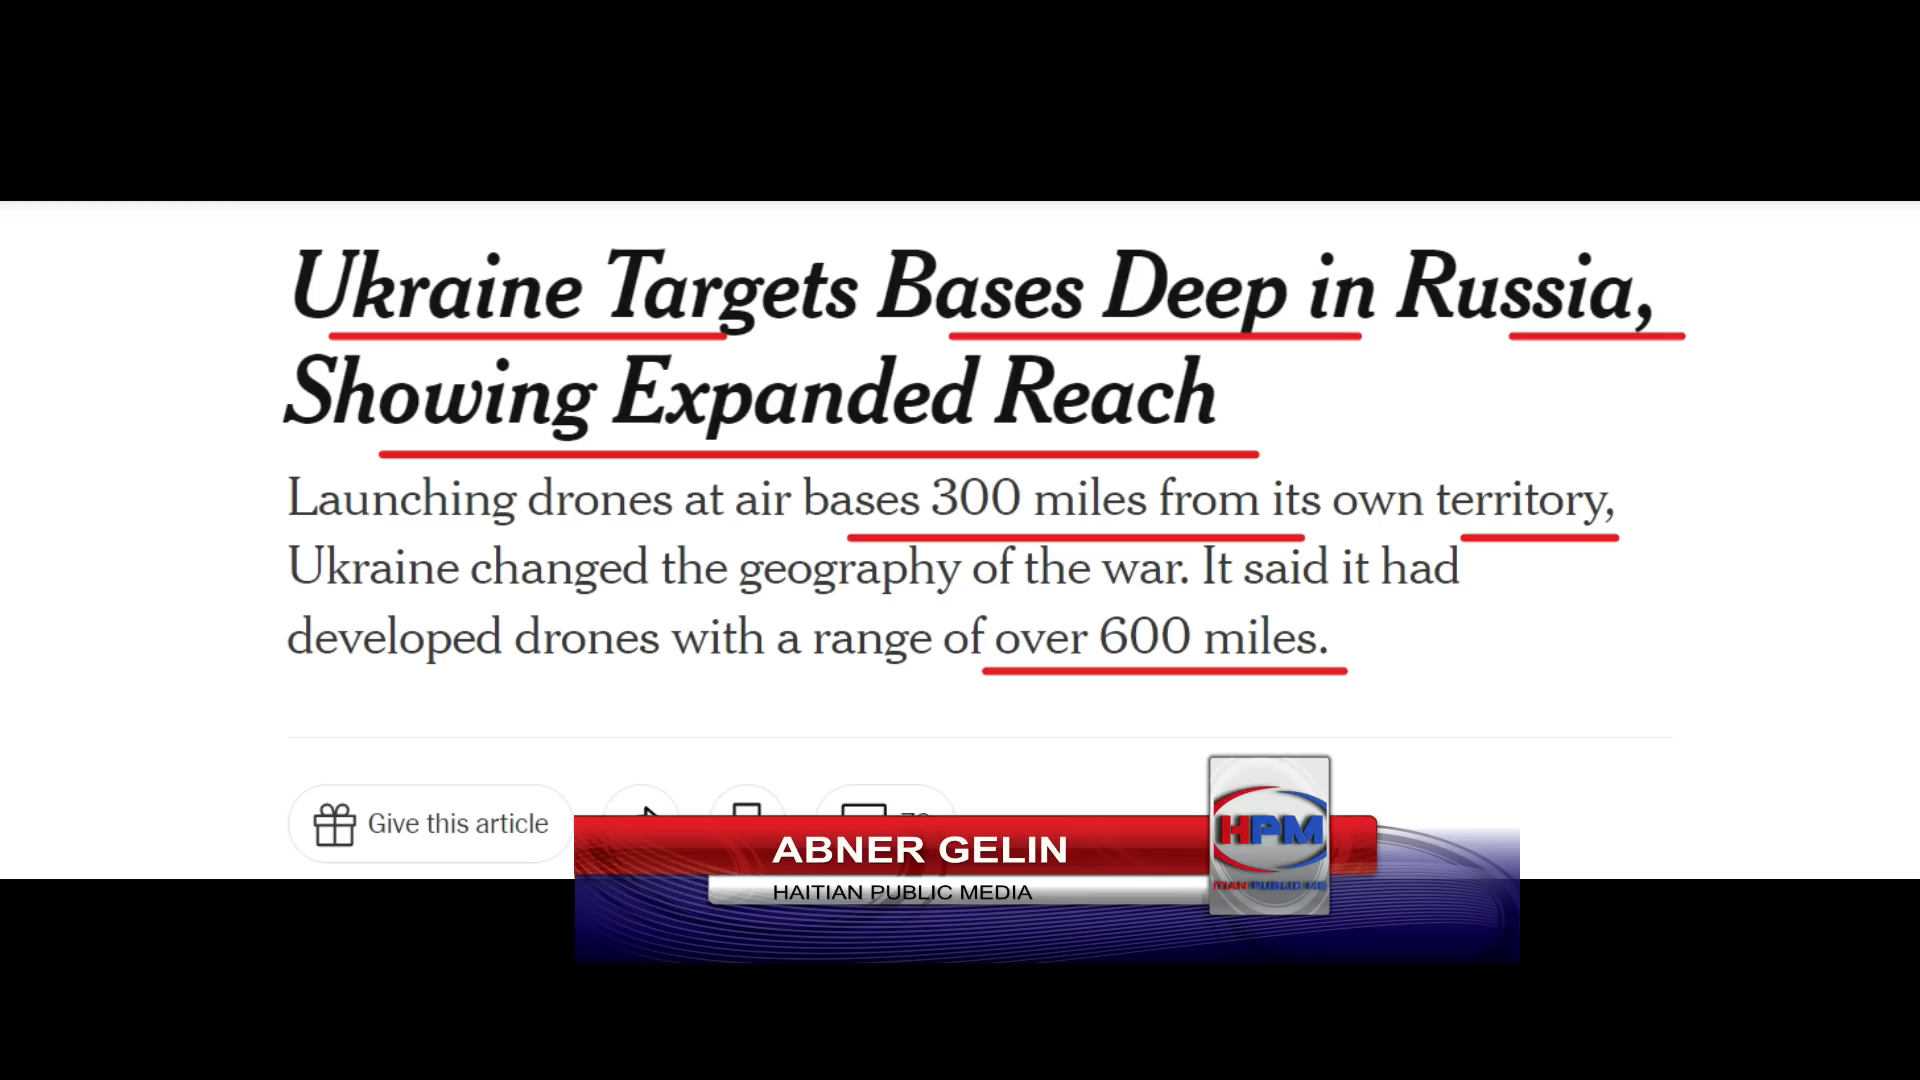 Ukraine Targets Bases Deep in Russia,
Showing Expanded Reach
Launching drones at air bases 300 miles from its own territory,
Ukraine changed the geography of the war. It said it had
developed drones with a range of over 600 miles.
Give this article
ABNER GELIN
HAITIAN PUBLIC MEDIA
HPM